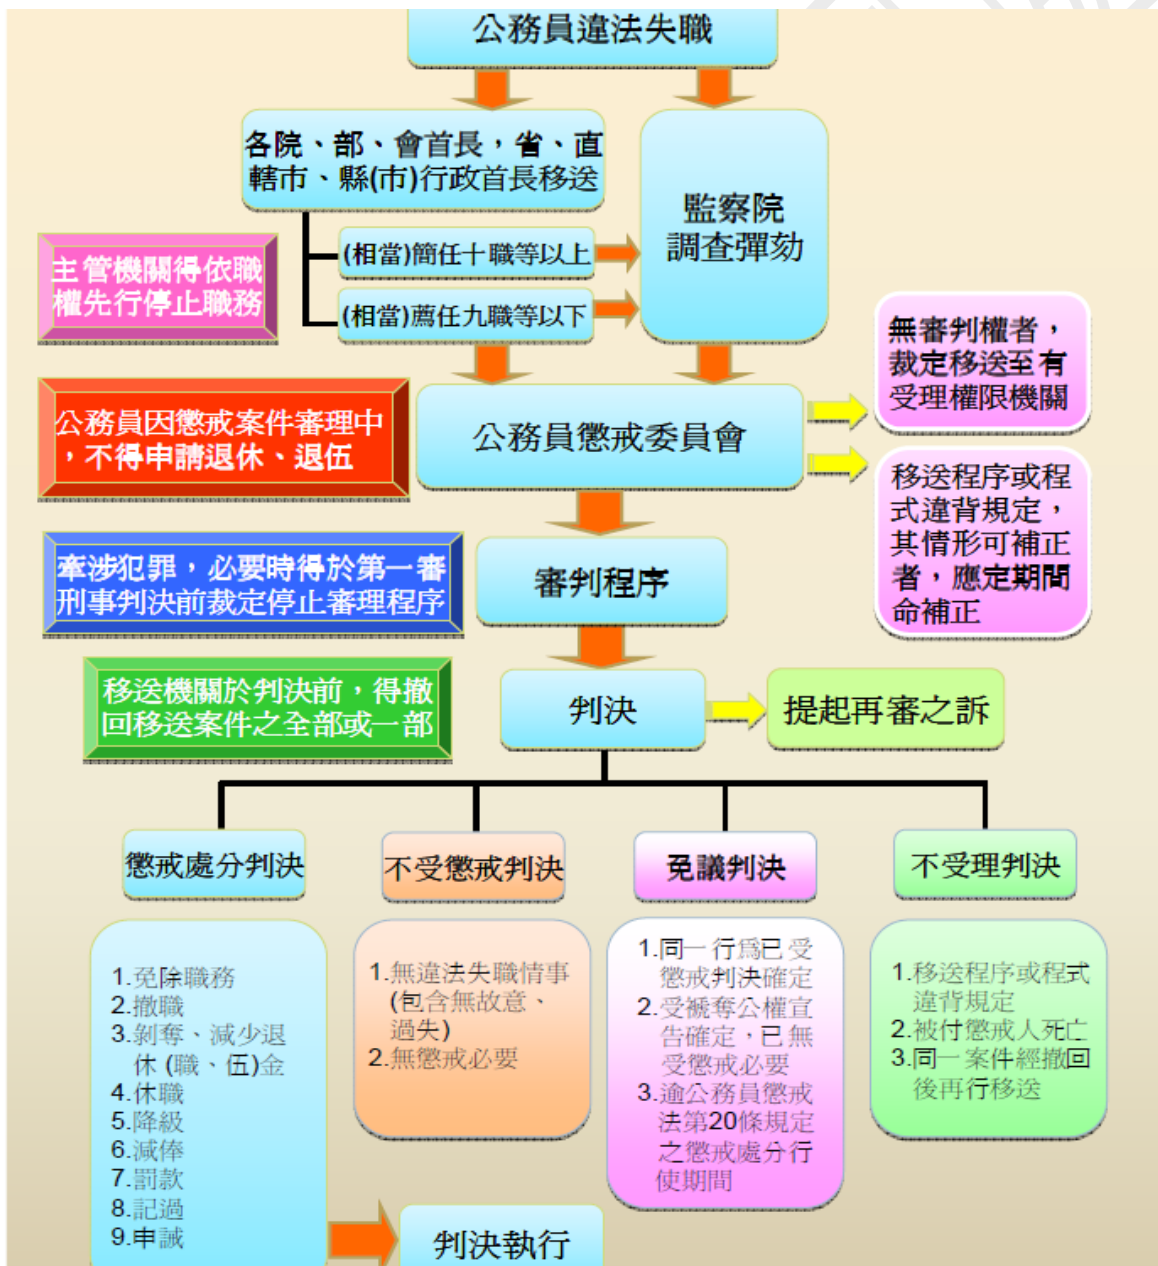 公務員違法失職
各院、部、會首長，省、直
轄市、縣(市)行政首長移送
監察院
調查彈劾
(相當)簡任十職等以上
(相當)薦任九職等以下
主管機關得依職
權先行停止職務
無審判權者，
裁定移送至有
受理權限機關
公務員因懲戒案件審理中
，不得申請退休、退伍
公務員懲戒委員會
移送程序或程
式違背規定，
其情形可補正
者，應定期間
命補正
牽涉犯罪，必要時得於第一審
刑事判決前裁定停止審理程序
審判程序
移送機關於判決前，得撤
回移送案件之全部或一部
判決
提起再審之訴
懲戒處分判決
不受懲戒判決
免議判決
不受理判決
1.免除職務
2.撤職
3.剝奪、減少退
休 (職、伍)金
4.休職
5.降級
6.減俸
7.罰款
8.記過
9.申誡
1.無違法失職情事
(包含無故意、
過失)
2.無懲戒必要
1.同一行為已受
懲戒判決確定
2.受褫奪公權宣
告確定，已無
受懲戒必要
3.逾公務員懲戒
法第20條規定
之懲戒處分行
使期間
1.移送程序或程式
違背規定
2.被付懲戒人死亡
3.同一案件經撤回
後再行移送
判決執行